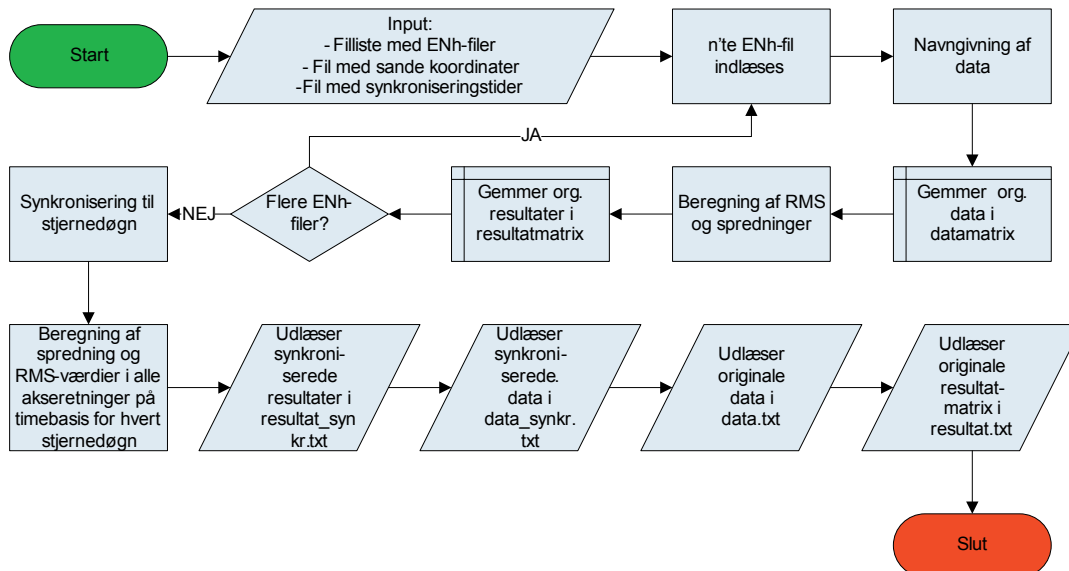 Start
Input:
- Filliste med ENh-filer
- Fil med sande koordinater
-Fil med synkroniseringstider
n'te ENh-fil
indlæses
Navngivning af
data
JA
Synkronisering til
stjernedøgn
NEJ
Flere ENh-
filer?
Gemmer org.
resultater i
resultatmatrix
Beregning af RMS
og spredninger
Gemmer org.
data i
datamatrix
Beregning af
spredning og
RMS-værdier i alle
akseretninger på
timebasis for hvert
stjernedøgn
Udlæser
synkroni-
serede
resultater i
resultat_syn
kr.txt
Udlæser
synkroni-
serede.
data i
data_synkr.
txt
Udlæser
originale
data i
data.txt
Udlæser
originale
resultat-
matrix i
resultat.txt
Slut